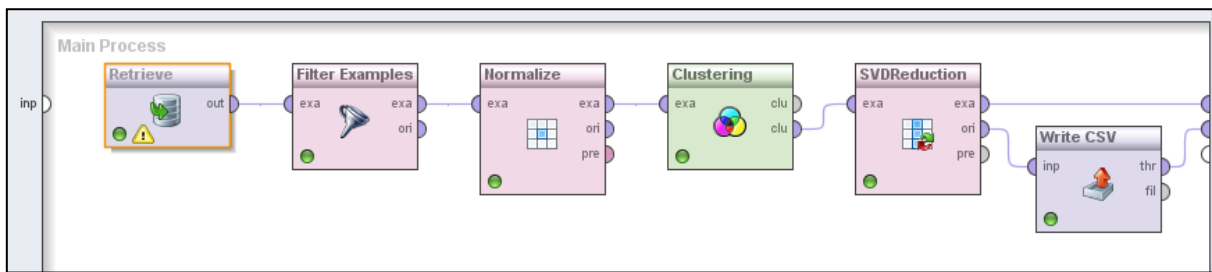 Main Process
Retrieve
out
inp
Filter Examples
exa
exa
ori
Normalize
exa
exa
ori
pre
Clustering
exa
clu
clu
SVDReduction
exa
exa
ori
pre
Write CSV
inp
thr
fil